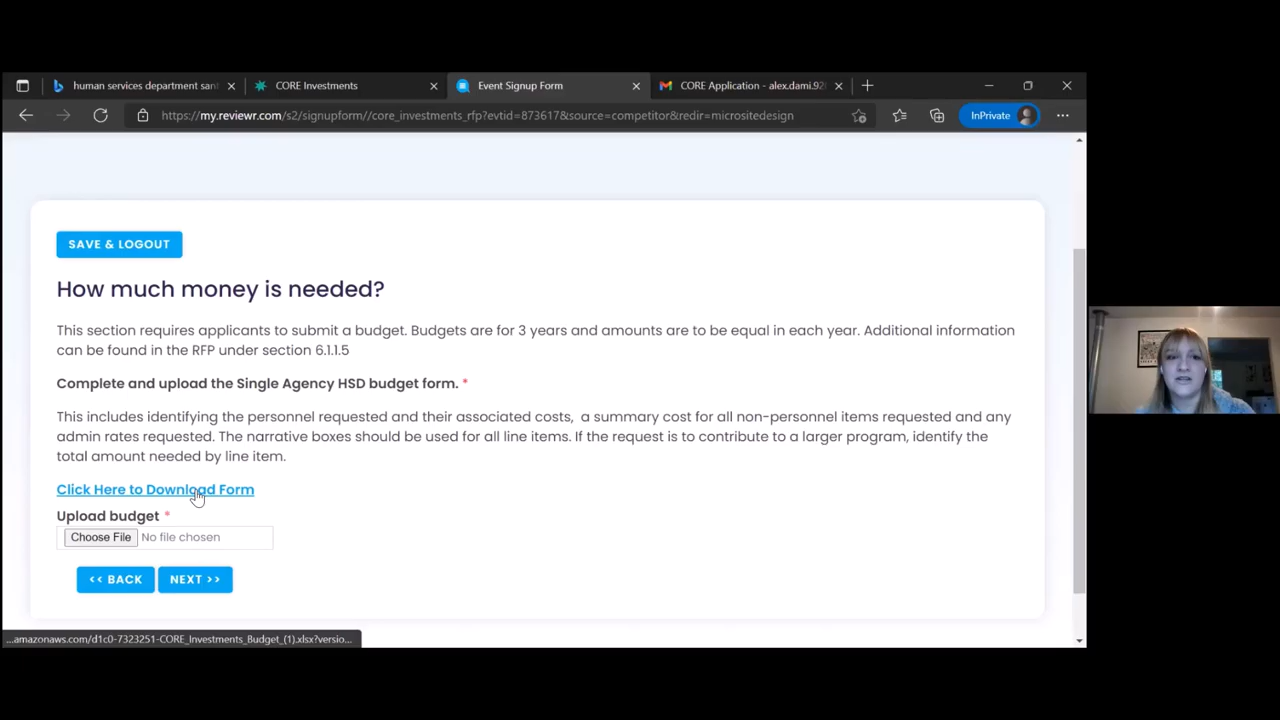 human services department sant
CORE Investments
Event Signup Form
CORE Application - alex.dami.92
https://my.reviewr.com/s2/signupform//core_investments_rfp?evtid=873617&source=competitor&redir=micrositedesign
InPrivate
SAVE & LOGOUT
How much money is needed?
This section requires applicants to submit a budget. Budgets are for 3 years and amounts are to be equal in each year. Additional information
can be found in the RFP under section 6.1.1.5
Complete and upload the Single Agency HSD budget form. *
This includes identifying the personnel requested and their associated costs, a summary cost for all non-personnel items requested and any
admin rates requested. The narrative boxes should be used for all line items. If the request is to contribute to a larger program, identify the
total amount needed by line item.
Click Here to Download Form
Upload budget *
Choose File No file chosen
<< BACK NEXT >>
...amazonaws.com/d1c0-7323251-CORE_Investments_Budget_(1).xlsx?versio...